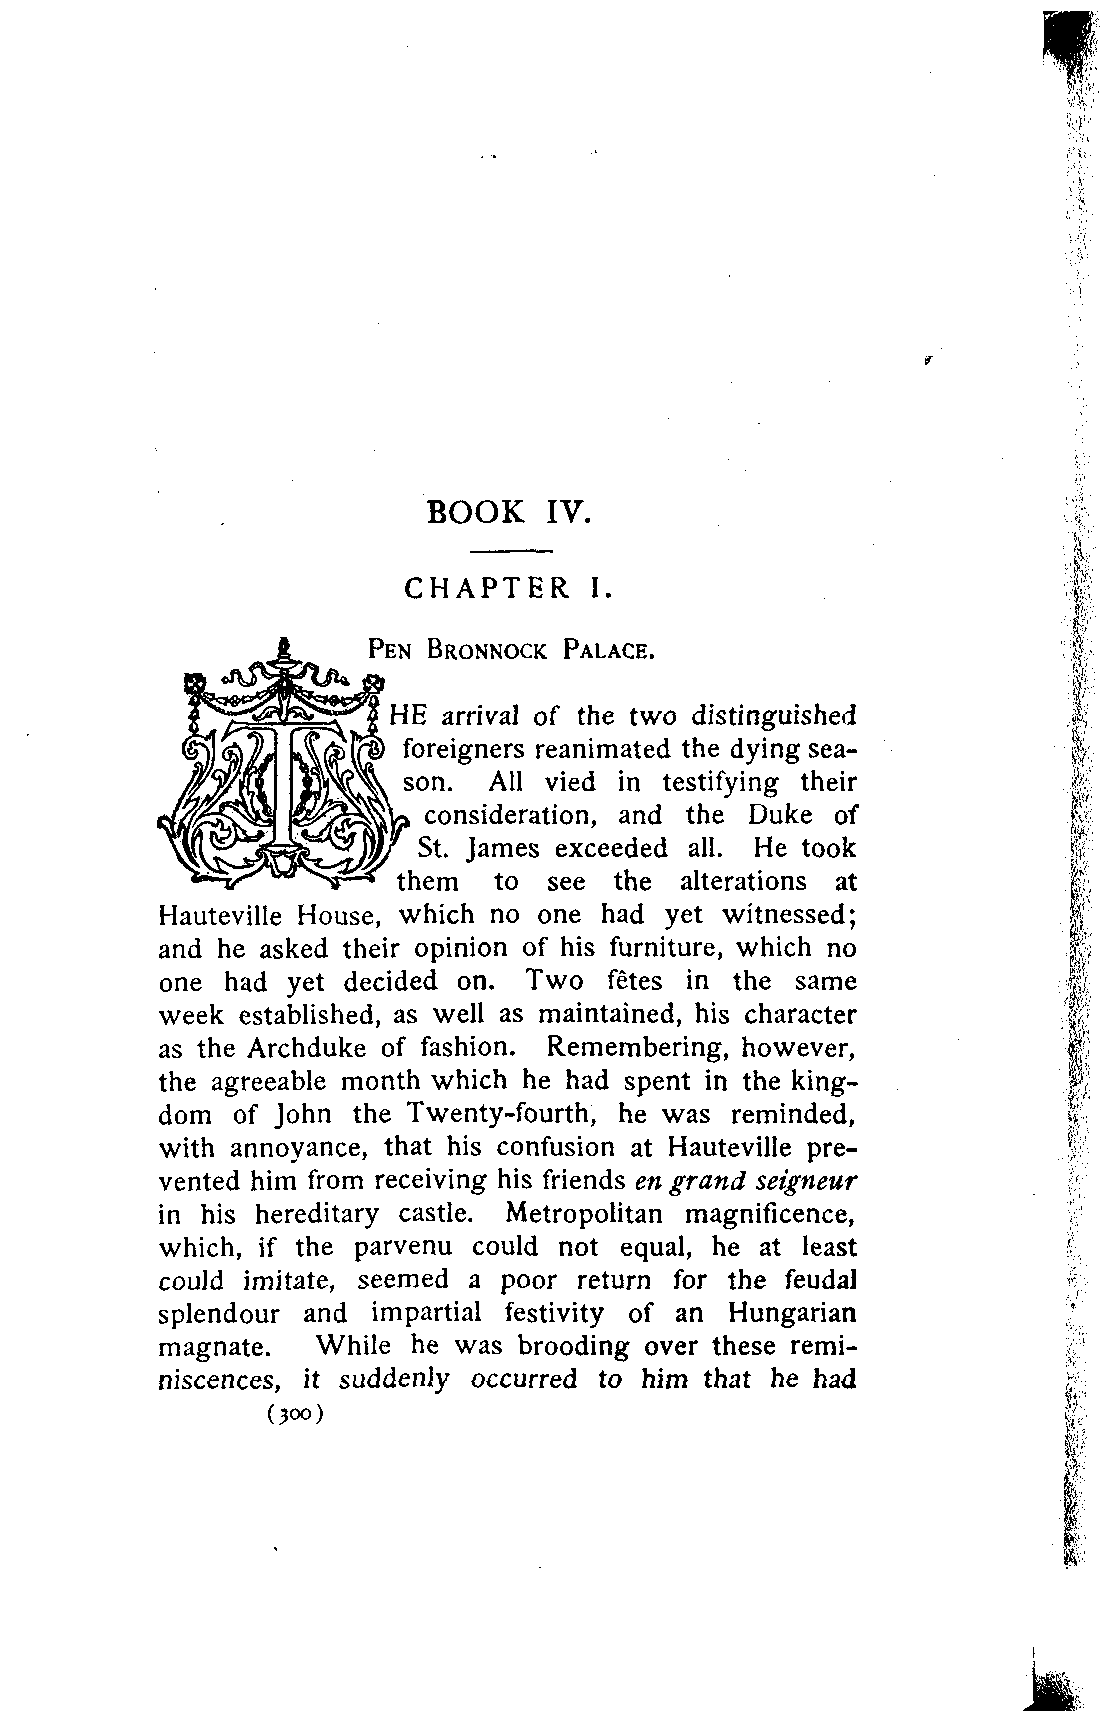 BOOK IV.
CHAPTER I.
PEN BRONNOCK PALACE.
THE arrival of the two distinguished
foreigners reanimated the dying sea-
son. All vied in testifying their
consideration, and the Duke of
St. James exceeded all. He took
them to see the alterations at
Hauteville House, which no one had yet witnessed;
and he asked their opinion of his furniture, which no
one had yet decided on. Two fêtes in the same
week established, as well as maintained, his character
as the Archduke of fashion. Remembering, however,
the agreeable month which he had spent in the king-
dom of John the Twenty-fourth, he was reminded,
with annoyance, that his confusion at Hauteville pre-
vented him from receiving his friends en grand seigneur
in his hereditary castle. Metropolitan magnificence,
which, if the parvenu could not equal, he at least
could imitate, seemed a poor return for the feudal
splendour and impartial festivity of an Hungarian
magnate. While he was brooding over these remi-
niscences, it suddenly occurred to him that he had
(300)